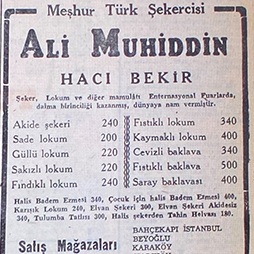 Meşhur Türk Şekercisi
ALİ MUHİDDİN
HACI BEKİR
Şeker, Lokum ve diğer mamulâtı Enternasyonal Fuarlarda,
daima birinciliği kazanmış, dünyaya nam vermiştir.
Akide şekeri 240 Fıstıklı lokum 340
Sade lokum 200 Kaymaklı lokum 400
Güllü lokum 220 Cevizli baklava 340
Sakızlı lokum 220 Fıstıklı baklava 500
Fındıklı lokum 240 Saray baklavası 400
Halis Badem Ezmesi 340, Çocuk için halis Badem Ezmesi 400,
Karışık Lokum 240, Elvan Şekeri 300, Elvan Şekeri Akidesiz
340, Tulumba Tatlısı 300, Halis şekerden Tahin Helvası 180.
Satış Mağazaları
BAHÇEKAPI İSTANBUL
BEYOĞLU
KARAKÖY